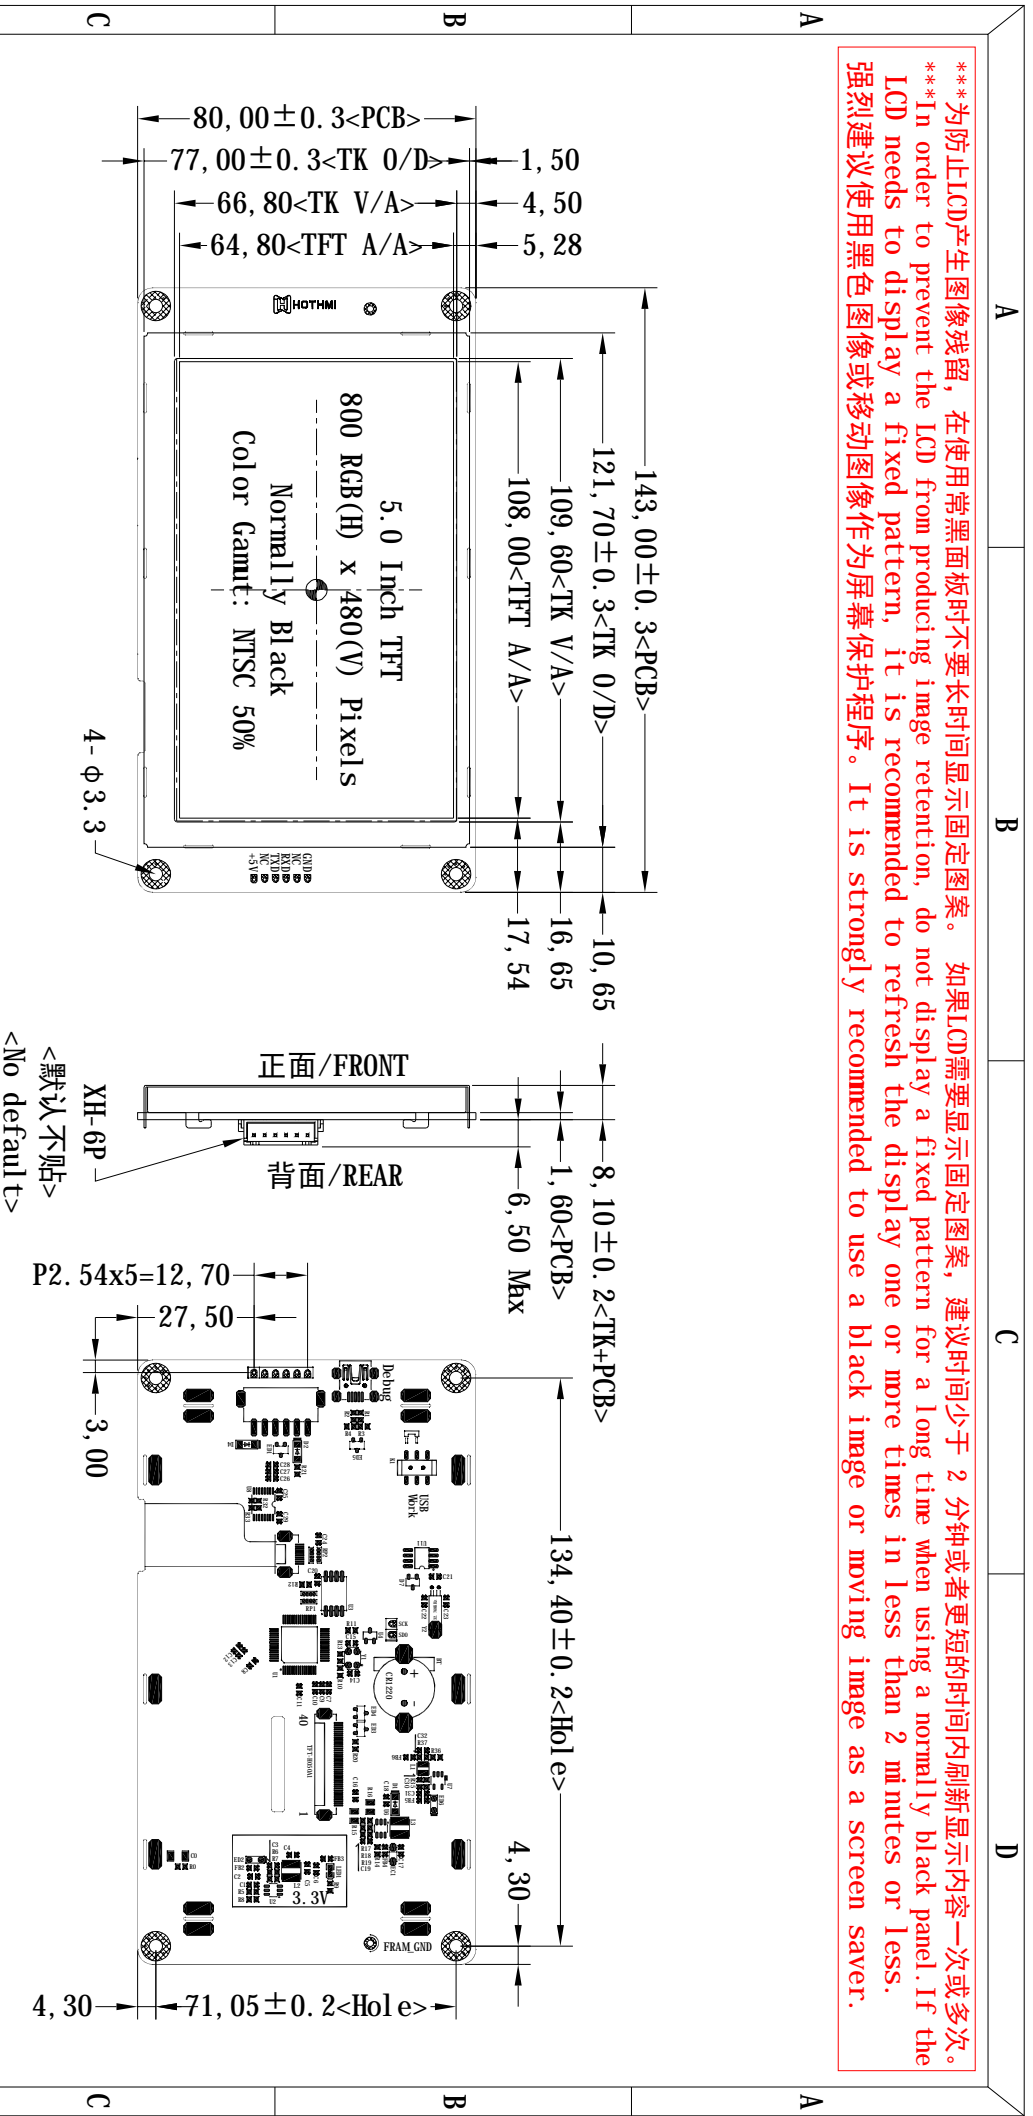 A
B
C
D
A
B
C
A
B
C
***为防止LCD产生图像残留，在使用常黑面板时不要长时间显示固定图案。 如果LCD需要显示固定图案，建议时间少于 2 分钟或者更短的时间内刷新显示内容一次或多次。
***In order to prevent the LCD from producing image retention, do not display a fixed pattern for a long time when using a normally black panel. If the
LCD needs to display a fixed pattern, it is recommended to refresh the display one or more times in less than 2 minutes or less.
强烈建议使用黑色图像或移动图像作为屏幕保护程序。It is strongly recommended to use a black image or moving image as a screen saver.
143,00±0.3<PCB>
121,70±0.3<TK O/D>
10,65
109,60<TK V/A>
16,65
108,00<TFT A/A>
17,54
80,00±0.3<PCB>
77,00±0.3<TK O/D>
1,50
66,80<TK V/A>
4,50
64,80<TFT A/A>
5,28
HOTHMI
5.0 Inch TFT
800 RGB(H) x 480(V) Pixels
Normally Black
Color Gamut: NTSC 50%
GND
NC
RXD
TXD
NC
+5V
4-φ3.3
8,10±0.2<TK+PCB>
1,60<PCB>
6,50 Max
正面/FRONT
背面/REAR
XH-6P
<默认不贴>
<No default>
134,40±0.2<Hole>
4,30
P2.54x5=12,70
27,50
3,00
71,05±0.2<Hole>
4,30
Debug
USB
Work
CR1220
+
-
SCK
SDO
40
1
3.3V
FRAM_GND